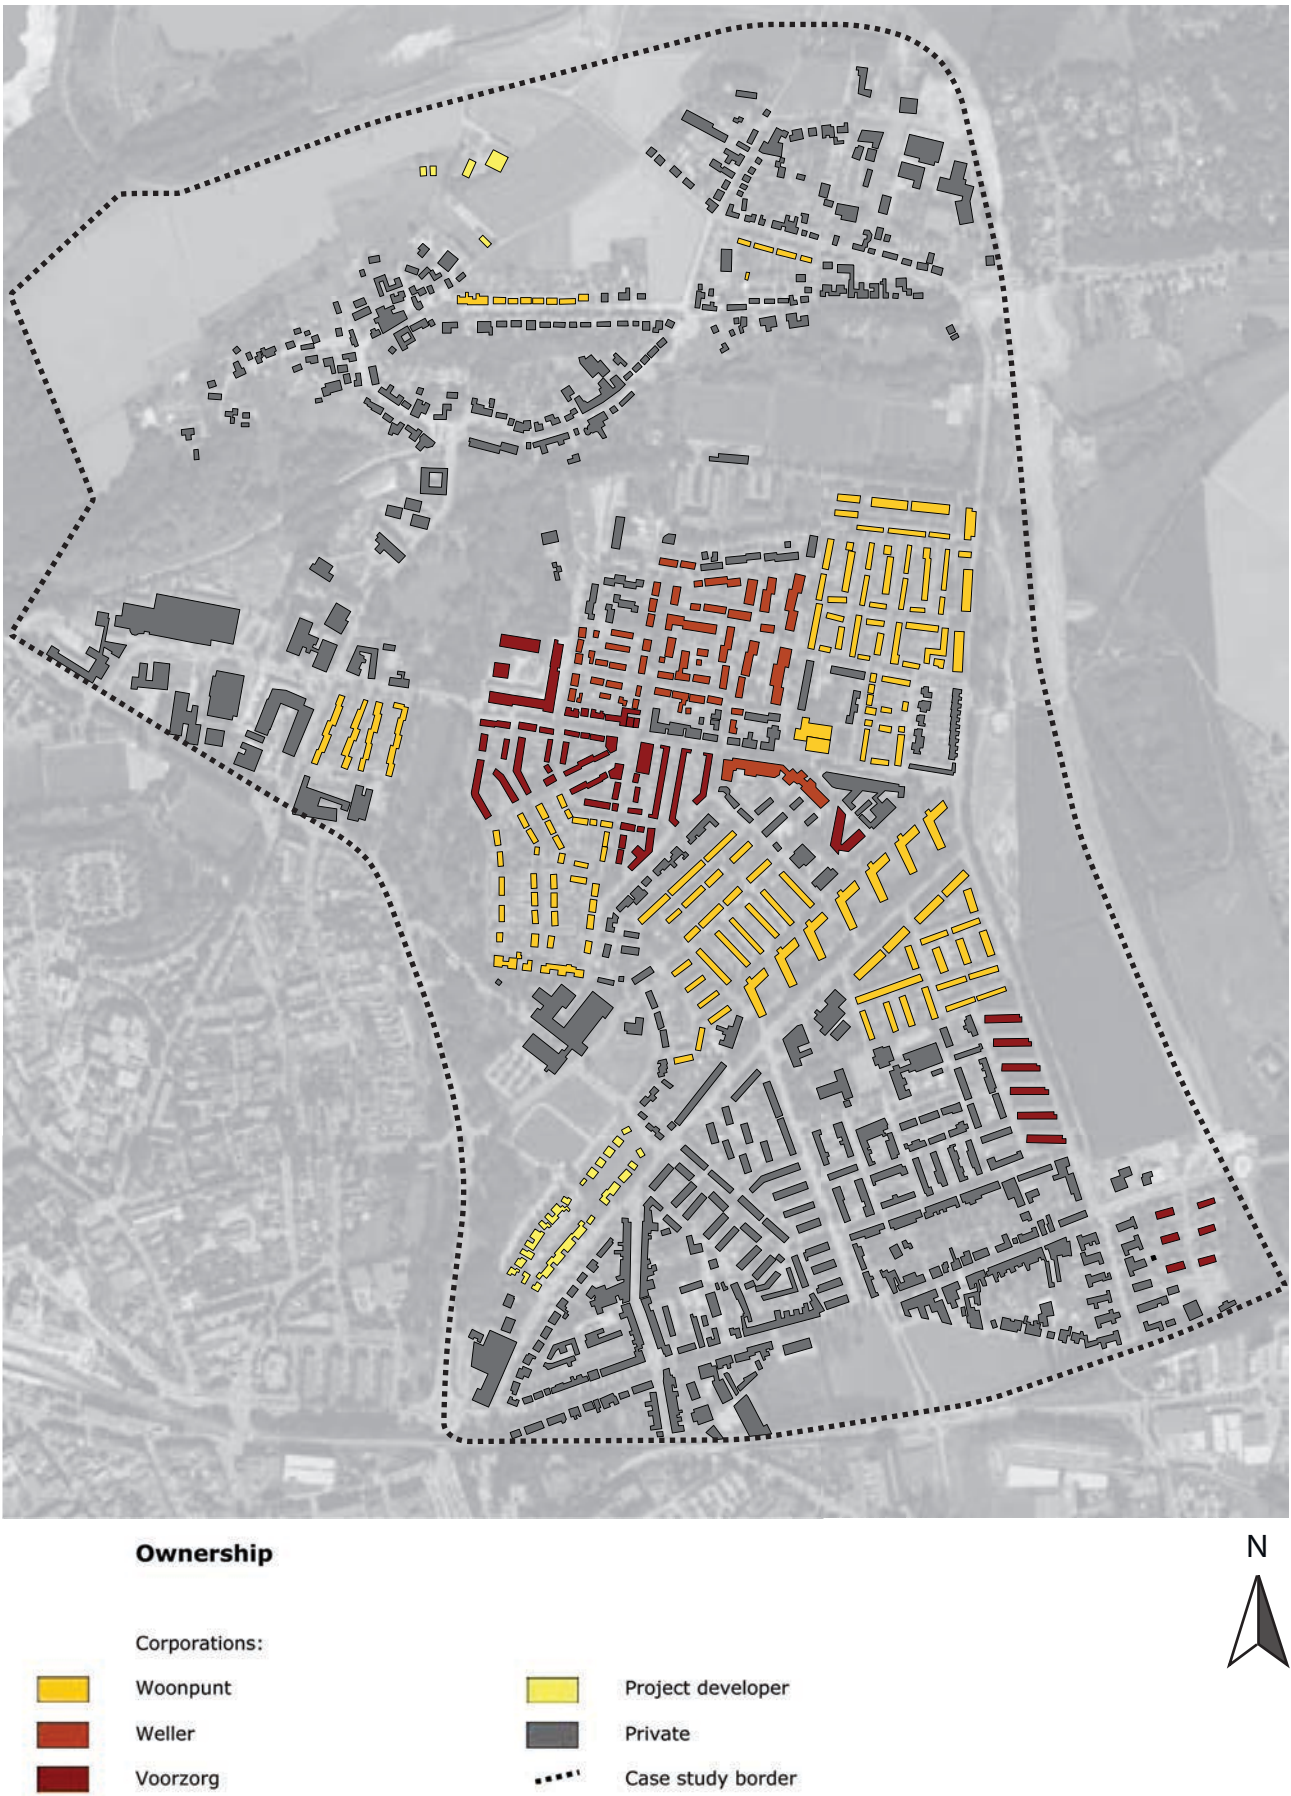 N
Ownership
Corporations:
Woonpunt
Weller
Voorzorg
Project developer
Private
Case study border